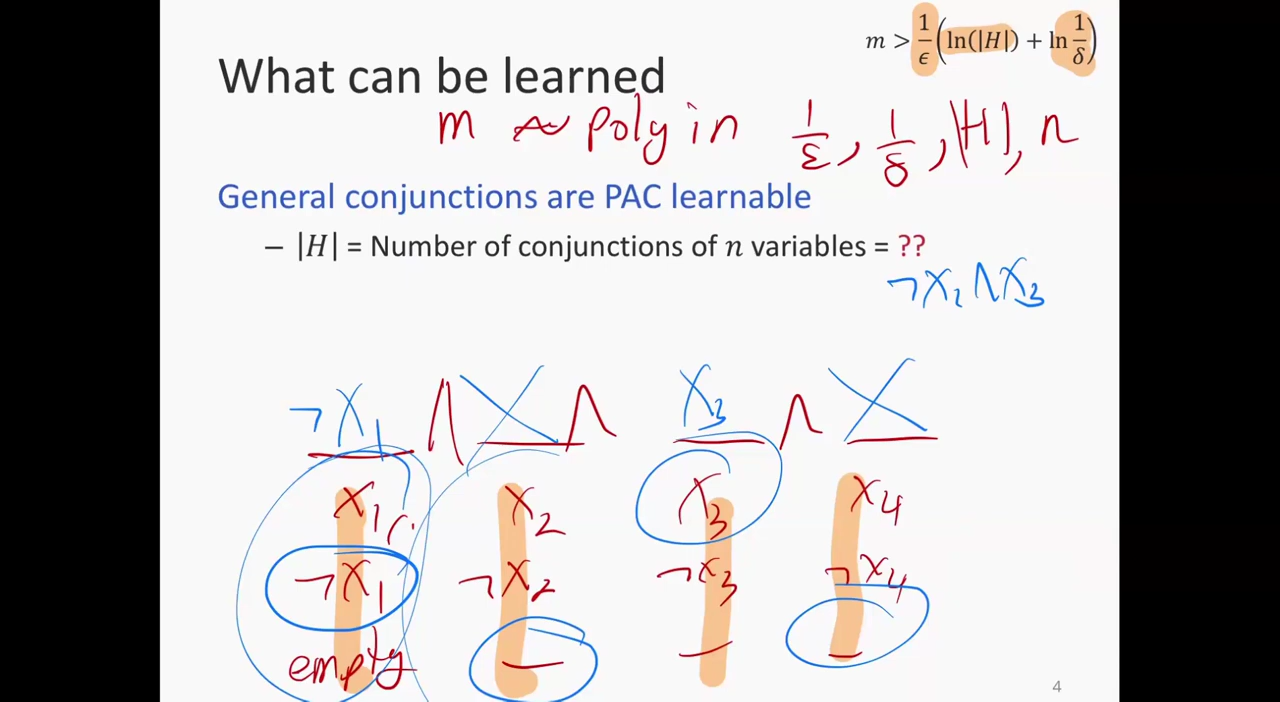 m > 1/ϵ (ln(|H|) + ln 1/δ)
What can be learned
m ~ poly in 1/ε, 1/δ, |H|, n
General conjunctions are PAC learnable
– |H| = Number of conjunctions of n variables = ??
¬X₂ ∧ X₃
¬X₁ ∧ ∧ X₃ ∧
X₁ X₂ X₃ X₄
¬X₁ ¬X₂ ¬X₃ ¬X₄
empty — — —
4